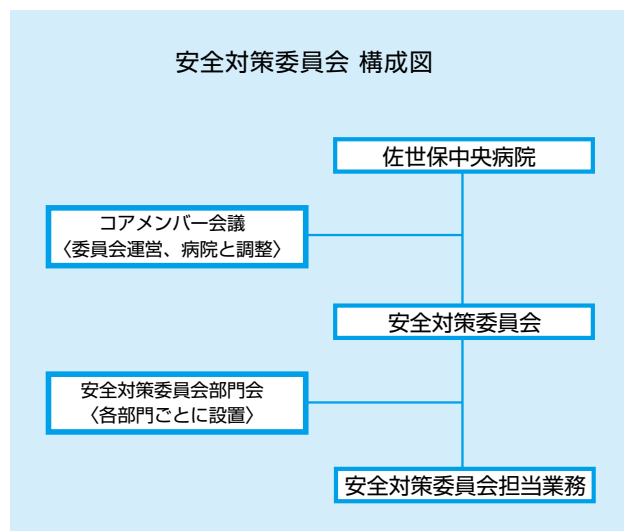 安全対策委員会 構成図
佐世保中央病院
コアメンバー会議
〈委員会運営、病院と調整〉
安全対策委員会
安全対策委員会部門会
〈各部門ごとに設置〉
安全対策委員会担当業務